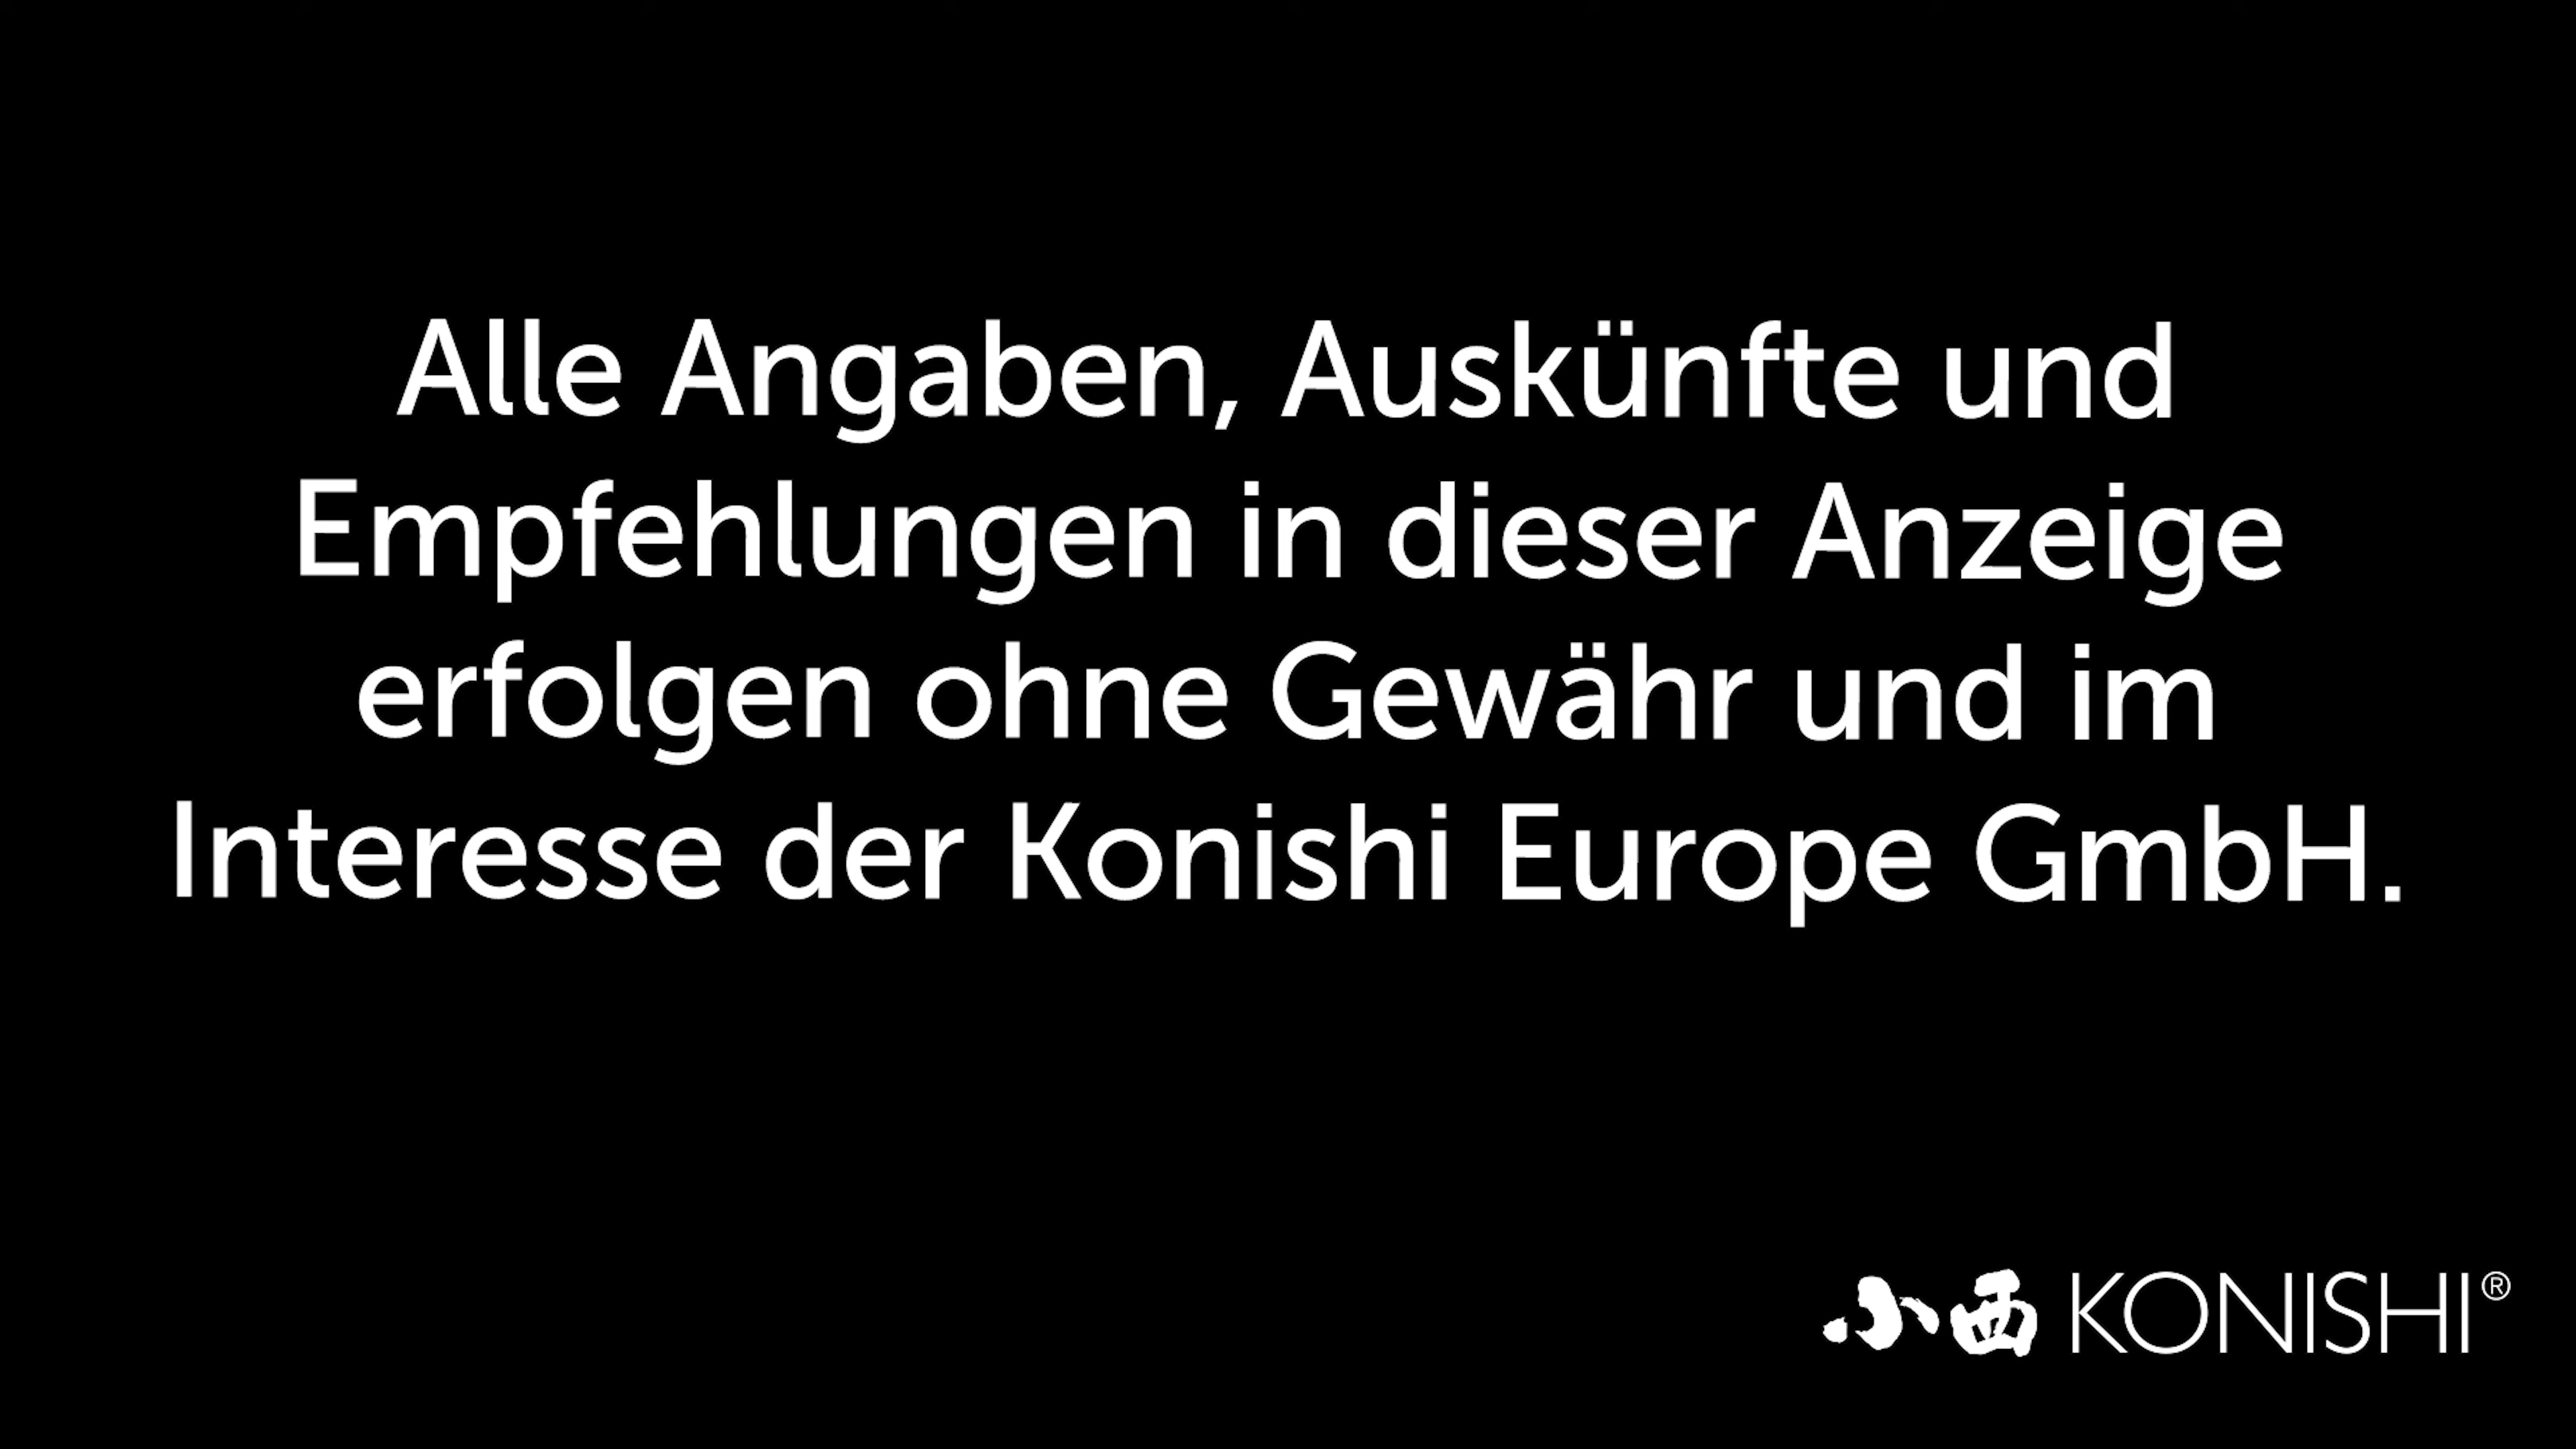 Alle Angaben, Auskünfte und
Empfehlungen in dieser Anzeige
erfolgen ohne Gewähr und im
Interesse der Konishi Europe GmbH.
小西 KONISHI®